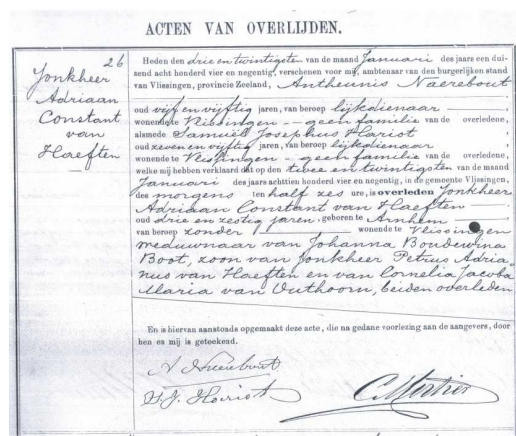 ACTEN VAN OVERLIJDEN.
26
Jonkheer
Adriaan
Constant
van
Haeften
Heden den drie en twintigsten van de maand Januari des jaars een dui-
zend acht honderd vier en negentig, verschenen voor mij, ambtenaar van den burgerlijken stand
van Vlissingen, provincie Zeeland, Antheunis Naerebout
oud vijf en vijftig jaren, van beroep lijkdienaar
wonende te Vlissingen - geen familie van de overledene,
alsmede Samuël Josephus Hariot
oud zeven en vijftig jaren, van beroep lijkdienaar
wonende te Vlissingen - geen familie van de overledene,
welke mij hebben verklaard dat op den twee en twintigsten van de maand
Januari des jaars achttien honderd vier en negentig, in de gemeente Vlissingen,
des morgens ten half zes ure, is overleden Jonkheer
Adriaan Constant van Haeften
oud drie en zestig jaren, geboren te Arnhem
van beroep zonder wonende te Vlissingen
weduwnaar van Johanna Boudewina
Boot, zoon van Jonkheer Petrus Adria-
nus van Haeften en van Cornelia Jacoba
Maria van Outhoorn, beiden overleden
En is hiervan aanstonds opgemaakt deze acte, die na gedane voorlezing aan de aangevers, door
hen en mij is geteekend.
A Naerebout
S. J. Hariot